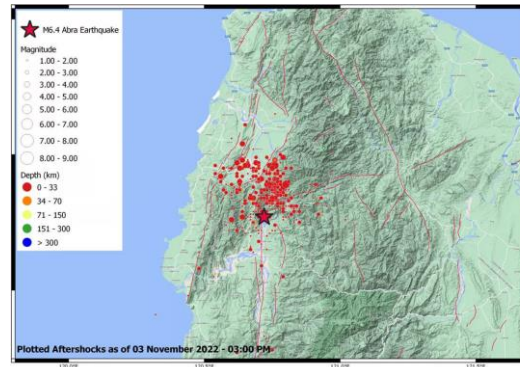 M6.4 Abra Earthquake
Magnitude
1.00 - 2.00
2.00 - 3.00
3.00 - 4.00
4.00 - 5.00
5.00 - 6.00
6.00 - 7.00
7.00 - 8.00
8.00 - 9.00
Depth (km)
0 - 33
34 - 70
71 - 150
151 - 300
> 300
Plotted Aftershocks as of 03 November 2022 - 03:00 PM